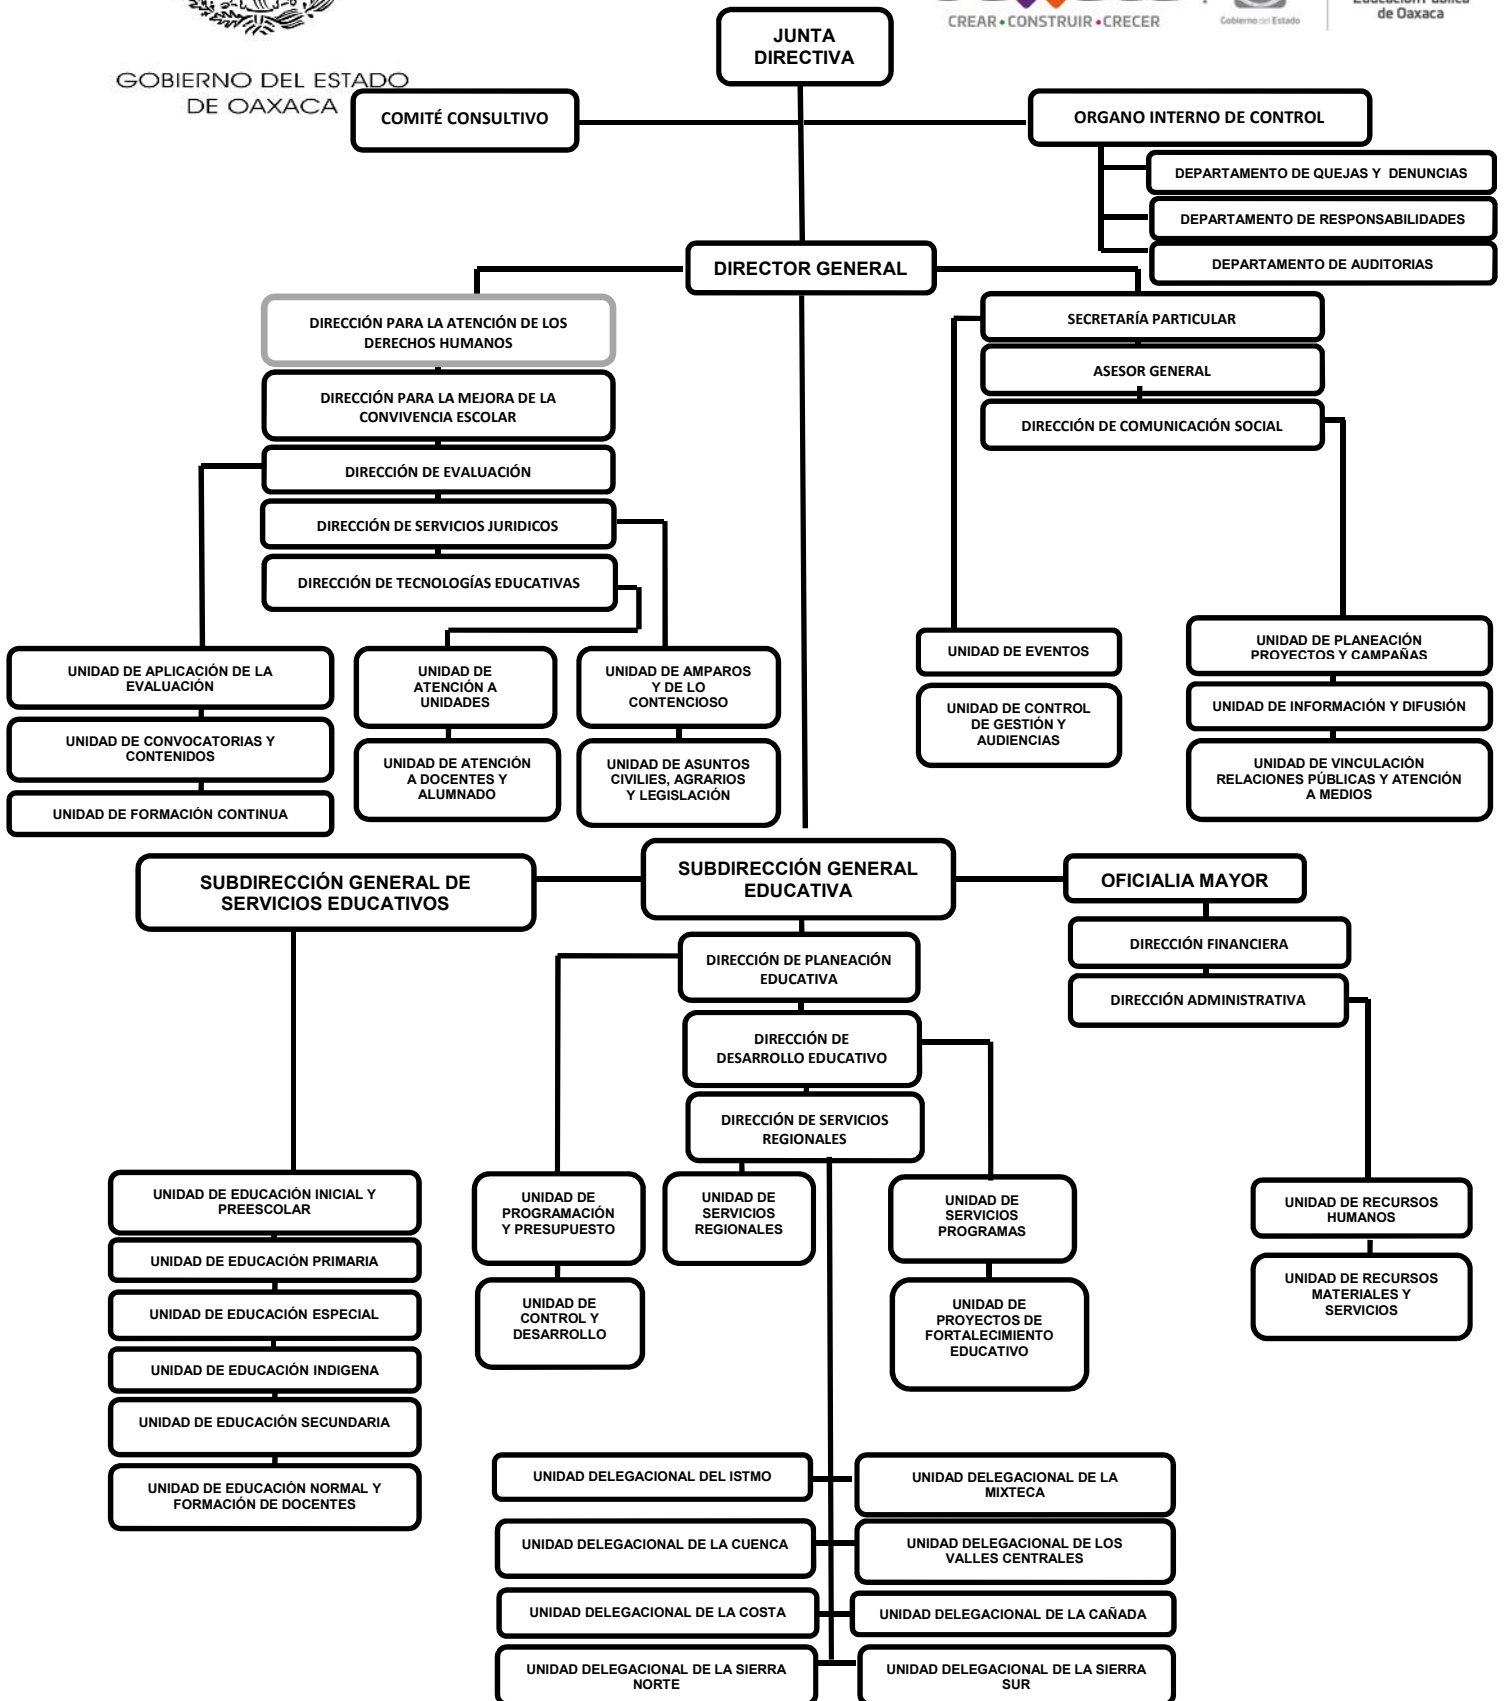 CREAR • CONSTRUIR • CRECER
Gobierno del Estado
Educación Pública
de Oaxaca
GOBIERNO DEL ESTADO
DE OAXACA
JUNTA
DIRECTIVA
COMITÉ CONSULTIVO
ORGANO INTERNO DE CONTROL
DEPARTAMENTO DE QUEJAS Y DENUNCIAS
DEPARTAMENTO DE RESPONSABILIDADES
DEPARTAMENTO DE AUDITORIAS
DIRECTOR GENERAL
DIRECCIÓN PARA LA ATENCIÓN DE LOS
DERECHOS HUMANOS
DIRECCIÓN PARA LA MEJORA DE LA
CONVIVENCIA ESCOLAR
DIRECCIÓN DE EVALUACIÓN
DIRECCIÓN DE SERVICIOS JURIDICOS
DIRECCIÓN DE TECNOLOGÍAS EDUCATIVAS
SECRETARÍA PARTICULAR
ASESOR GENERAL
DIRECCIÓN DE COMUNICACIÓN SOCIAL
UNIDAD DE APLICACIÓN DE LA
EVALUACIÓN
UNIDAD DE CONVOCATORIAS Y
CONTENIDOS
UNIDAD DE FORMACIÓN CONTINUA
UNIDAD DE
ATENCIÓN A
UNIDADES
UNIDAD DE ATENCIÓN
A DOCENTES Y
ALUMNADO
UNIDAD DE AMPAROS
Y DE LO
CONTENCIOSO
UNIDAD DE ASUNTOS
CIVILIES, AGRARIOS
Y LEGISLACIÓN
UNIDAD DE EVENTOS
UNIDAD DE CONTROL
DE GESTIÓN Y
AUDIENCIAS
UNIDAD DE PLANEACIÓN
PROYECTOS Y CAMPAÑAS
UNIDAD DE INFORMACIÓN Y DIFUSIÓN
UNIDAD DE VINCULACIÓN
RELACIONES PÚBLICAS Y ATENCIÓN
A MEDIOS
SUBDIRECCIÓN GENERAL DE
SERVICIOS EDUCATIVOS
SUBDIRECCIÓN GENERAL
EDUCATIVA
OFICIALIA MAYOR
DIRECCIÓN FINANCIERA
DIRECCIÓN ADMINISTRATIVA
DIRECCIÓN DE PLANEACIÓN
EDUCATIVA
DIRECCIÓN DE
DESARROLLO EDUCATIVO
DIRECCIÓN DE SERVICIOS
REGIONALES
UNIDAD DE EDUCACIÓN INICIAL Y
PREESCOLAR
UNIDAD DE EDUCACIÓN PRIMARIA
UNIDAD DE EDUCACIÓN ESPECIAL
UNIDAD DE EDUCACIÓN INDIGENA
UNIDAD DE EDUCACIÓN SECUNDARIA
UNIDAD DE EDUCACIÓN NORMAL Y
FORMACIÓN DE DOCENTES
UNIDAD DE
PROGRAMACIÓN
Y PRESUPUESTO
UNIDAD DE
CONTROL Y
DESARROLLO
UNIDAD DE
SERVICIOS
REGIONALES
UNIDAD DE
SERVICIOS
PROGRAMAS
UNIDAD DE
PROYECTOS DE
FORTALECIMIENTO
EDUCATIVO
UNIDAD DE RECURSOS
HUMANOS
UNIDAD DE RECURSOS
MATERIALES Y
SERVICIOS
UNIDAD DELEGACIONAL DEL ISTMO
UNIDAD DELEGACIONAL DE LA
MIXTECA
UNIDAD DELEGACIONAL DE LA CUENCA
UNIDAD DELEGACIONAL DE LOS
VALLES CENTRALES
UNIDAD DELEGACIONAL DE LA COSTA
UNIDAD DELEGACIONAL DE LA CAÑADA
UNIDAD DELEGACIONAL DE LA SIERRA
NORTE
UNIDAD DELEGACIONAL DE LA SIERRA
SUR